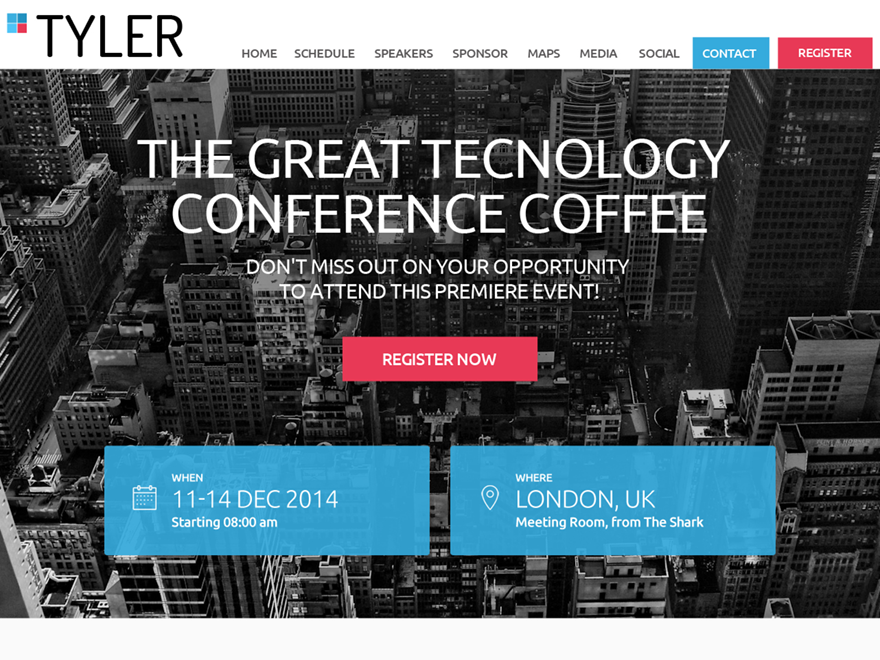 TYLER
HOME SCHEDULE SPEAKERS SPONSOR MAPS MEDIA SOCIAL CONTACT REGISTER
THE GREAT TECNOLOGY
CONFERENCE COFFEE
DON'T MISS OUT ON YOUR OPPORTUNITY
TO ATTEND THIS PREMIERE EVENT!
REGISTER NOW
WHEN
11-14 DEC 2014
Starting 08:00 am
WHERE
LONDON, UK
Meeting Room, from The Shark